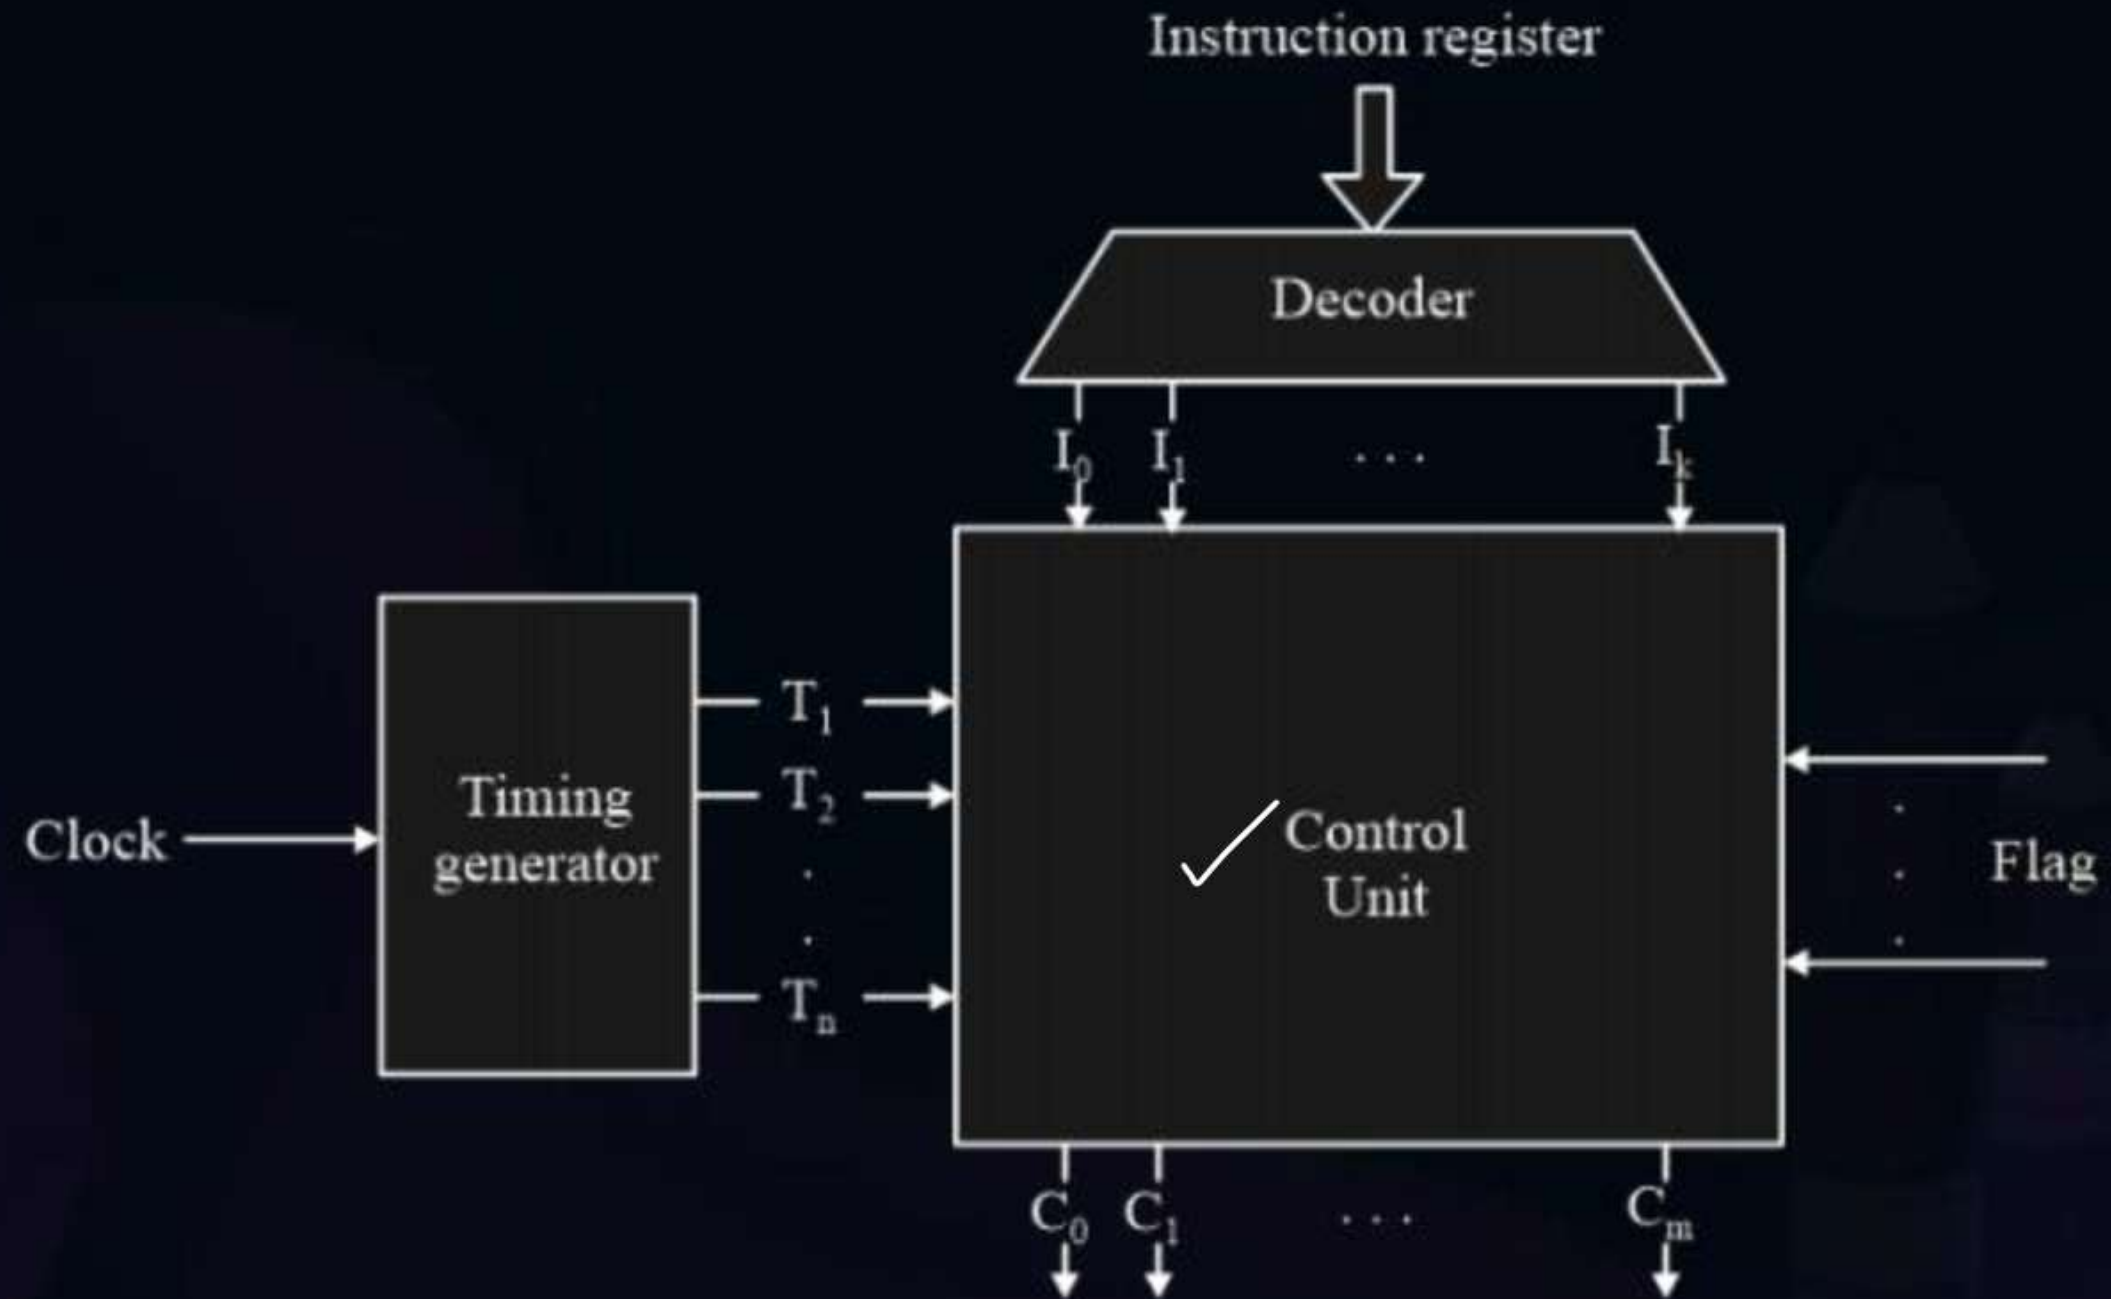 Instruction register
Decoder
I₀ I₁ ... Iₖ
T₁
Timing
generator
T₂
Clock
Control
Unit
Flag
Tₙ
C₀ C₁ ... Cₘ